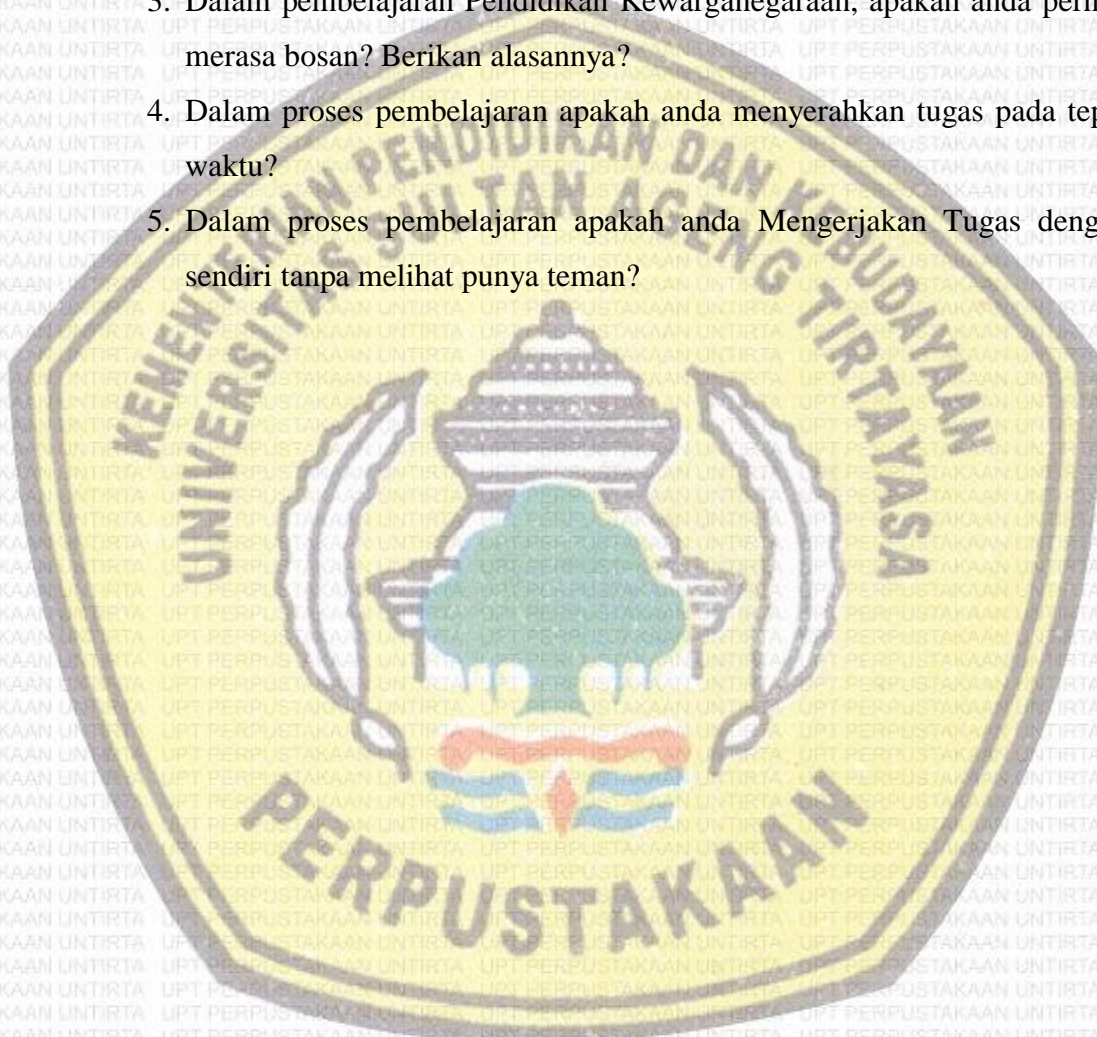 3. Dalam pembelajaran Pendidikan Kewarganegaraan, apakah anda pern
merasa bosan? Berikan alasannya?
4. Dalam proses pembelajaran apakah anda menyerahkan tugas pada tep
waktu?
5. Dalam proses pembelajaran apakah anda Mengerjakan Tugas deng
sendiri tanpa melihat punya teman?
KEMENTERIAN PENDIDIKAN DAN KEBUDAYAAN
UNIVERSITAS SULTAN AGENG TIRTAYASA
PERPUSTAKAAN